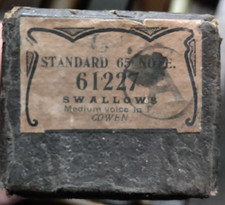 STANDARD 65 NOTE.
61227
SWALLOWS
Medium voice in F.
COWEN.